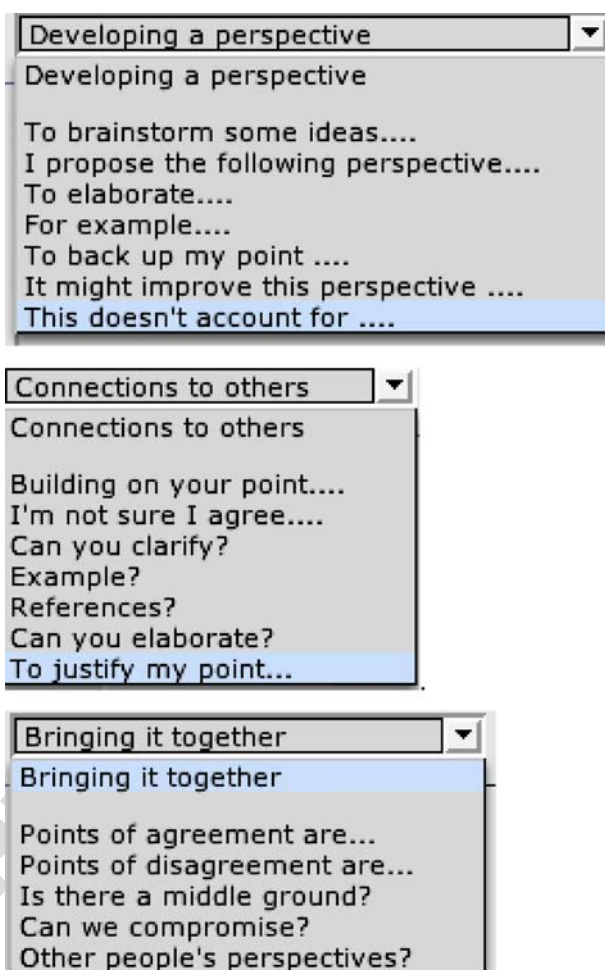 Developing a perspective
Developing a perspective
To brainstorm some ideas....
I propose the following perspective....
To elaborate....
For example....
To back up my point ....
It might improve this perspective ....
This doesn't account for ....
Connections to others
Connections to others
Building on your point....
I'm not sure I agree....
Can you clarify?
Example?
References?
Can you elaborate?
To justify my point...
Bringing it together
Bringing it together
Points of agreement are...
Points of disagreement are...
Is there a middle ground?
Can we compromise?
Other people's perspectives?